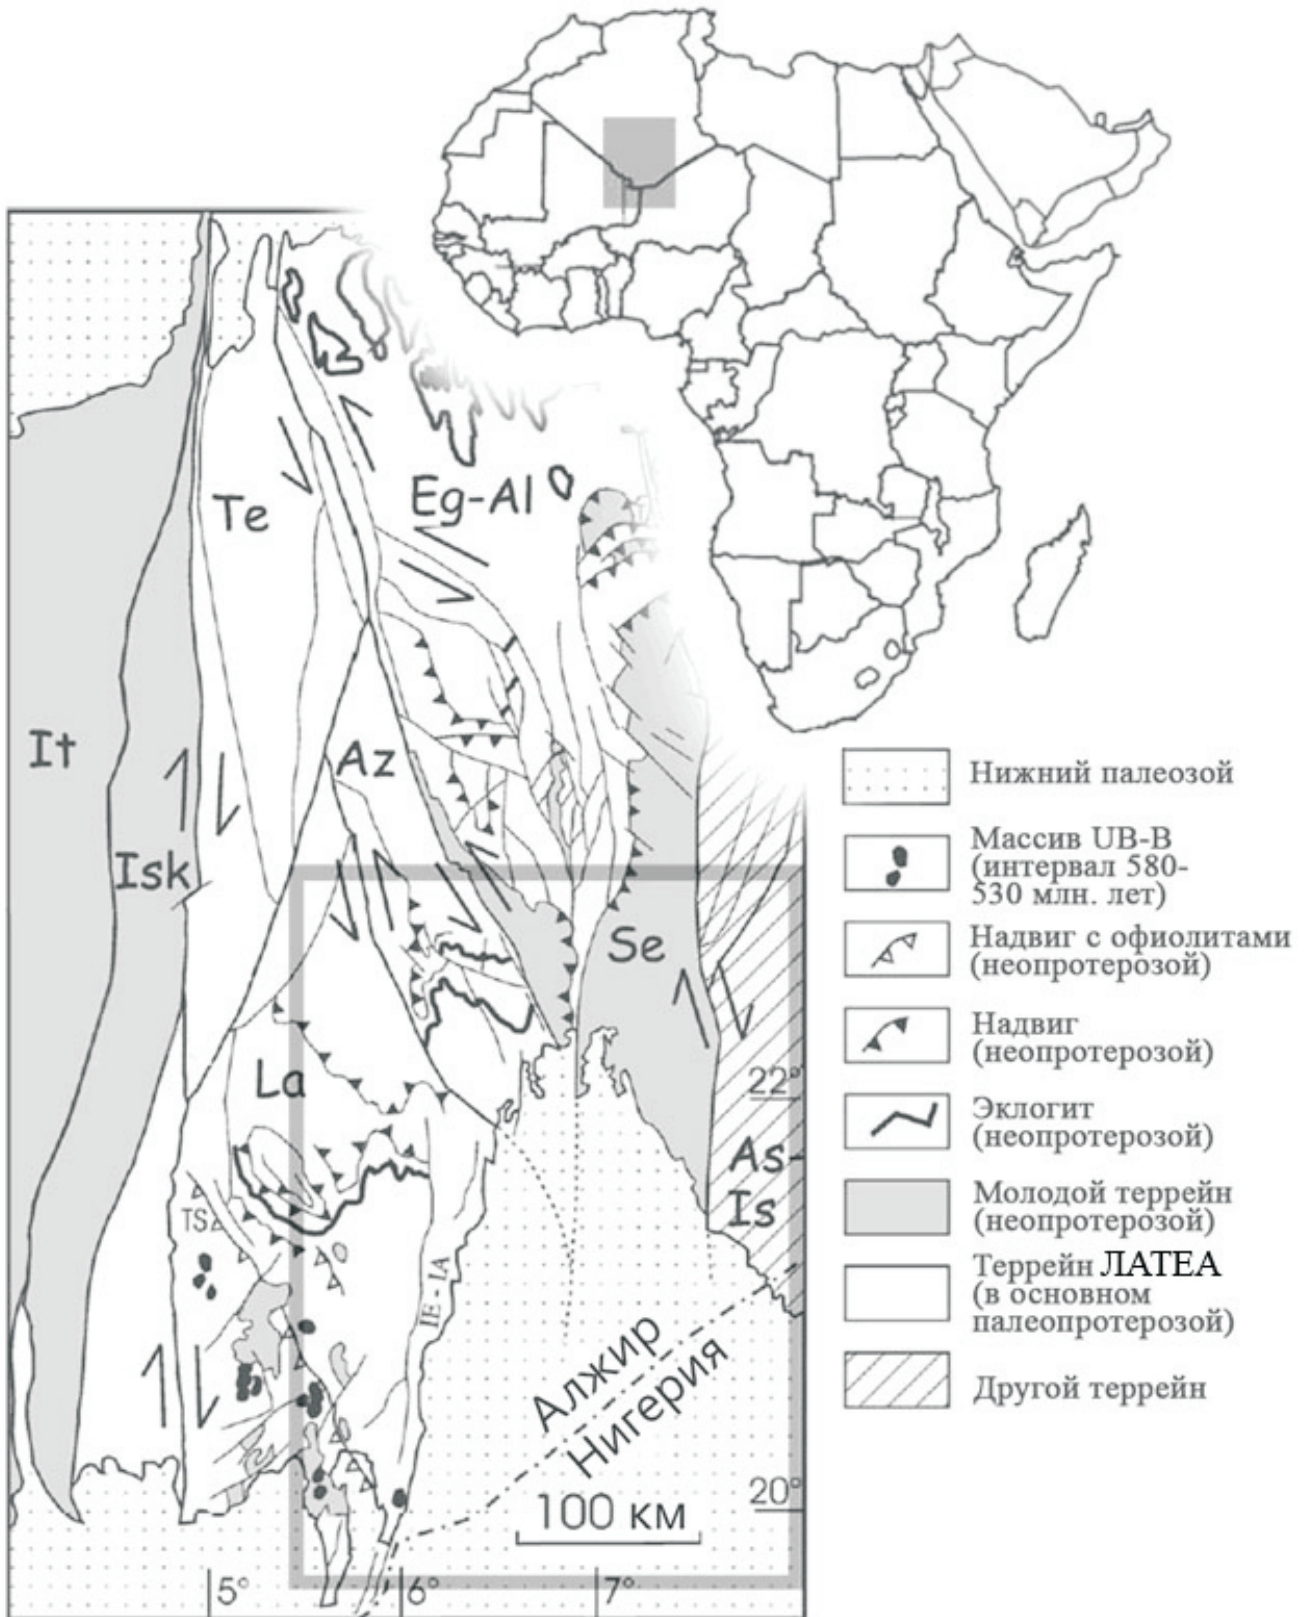 Te
Eg-Al
It
Az
Isk
Se
La
22°
As
Is
TS
IE - IA
Алжир
Нигерия
20°
100 км
5°
6°
7°
Нижний палеозой
Массив UB-B
(интервал 580-
530 млн. лет)
Надвиг с офиолитами
(неопротерозой)
Надвиг
(неопротерозой)
Эклогит
(неопротерозой)
Молодой террейн
(неопротерозой)
Террейн ЛАТЕА
(в основном
палеопротерозой)
Другой террейн